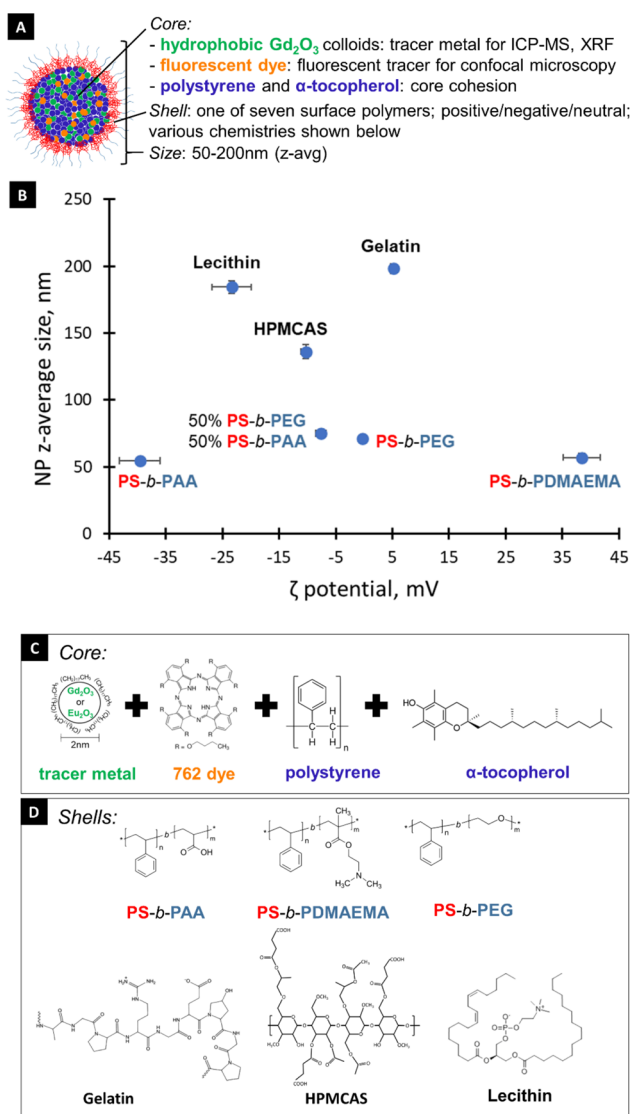 A
Core:
- hydrophobic Gd2O3 colloids: tracer metal for ICP-MS, XRF
- fluorescent dye: fluorescent tracer for confocal microscopy
- polystyrene and α-tocopherol: core cohesion
Shell: one of seven surface polymers; positive/negative/neutral;
various chemistries shown below
Size: 50-200nm (z-avg)
B
NP z-average size, nm
250
200
150
100
50
0
Lecithin
Gelatin
HPMCAS
50% PS-b-PEG
50% PS-b-PAA
PS-b-PEG
PS-b-PAA
PS-b-PDMAEMA
-45 -35 -25 -15 -5 5 15 25 35 45
ζ potential, mV
C
Core:
Gd2O3
or
Eu2O3
2nm
R = O CH3
tracer metal
762 dye
polystyrene
α-tocopherol
D
Shells:
PS-b-PAA
PS-b-PDMAEMA
PS-b-PEG
Gelatin
HPMCAS
Lecithin